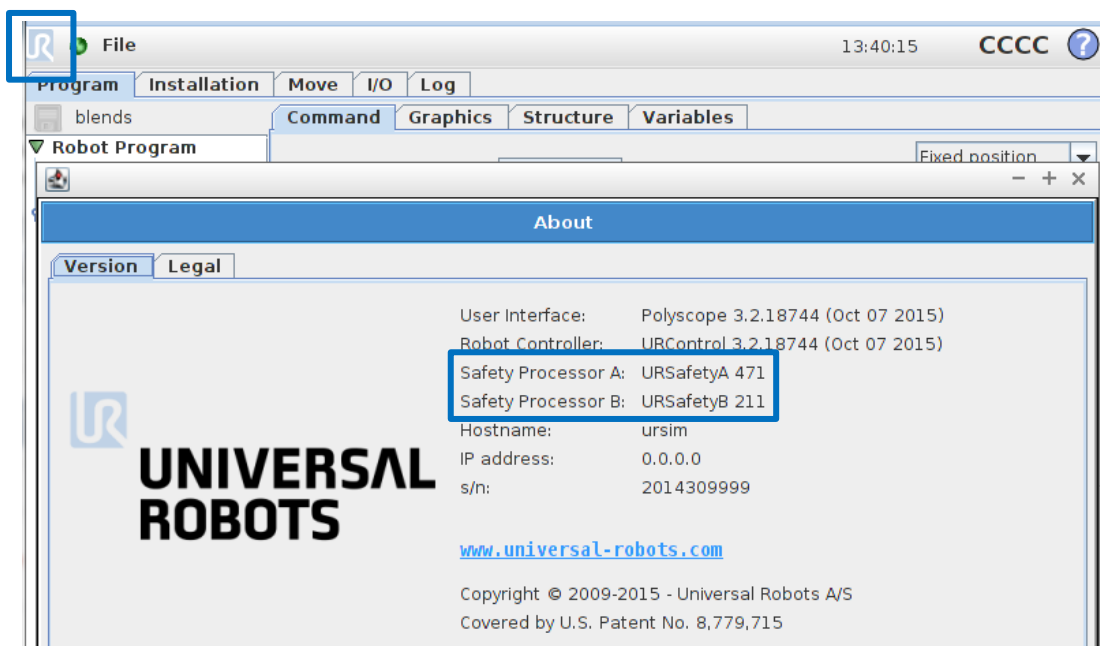 UR File 13:40:15 CCCC ?
Program Installation Move I/O Log
blends Command Graphics Structure Variables
Robot Program
Fixed position
About
Version Legal
User Interface: Polyscope 3.2.18744 (Oct 07 2015)
Robot Controller: URControl 3.2.18744 (Oct 07 2015)
Safety Processor A: URSafetyA 471
Safety Processor B: URSafetyB 211
Hostname: ursim
IP address: 0.0.0.0
s/n: 2014309999
UR
UNIVERSAL
ROBOTS
www.universal-robots.com
Copyright © 2009-2015 - Universal Robots A/S
Covered by U.S. Patent No. 8,779,715